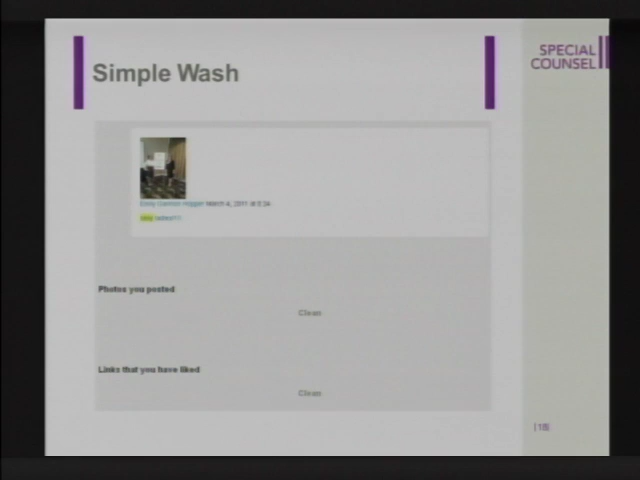 Simple Wash
SPECIAL
COUNSEL
March 4, 2011 at 5:34
Photos you posted
Clean
Links that you have liked
Clean
|18|